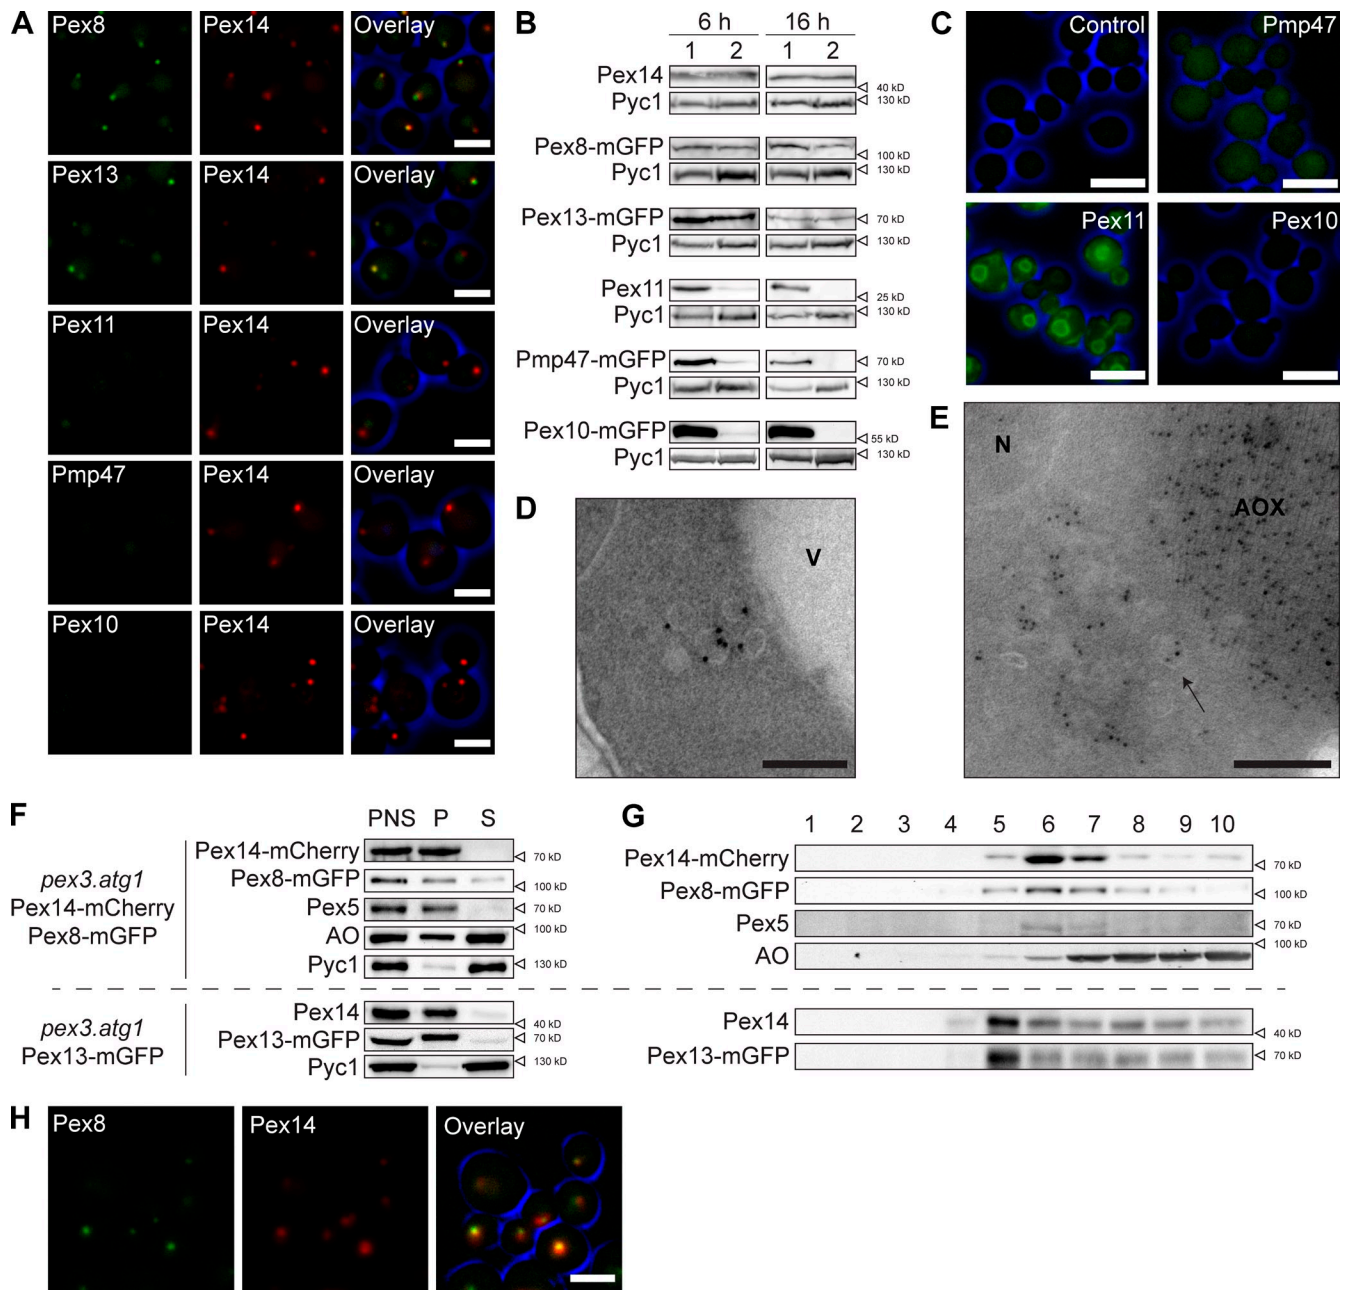 A
Pex8 Pex14 Overlay
Pex13 Pex14 Overlay
Pex11 Pex14 Overlay
Pmp47 Pex14 Overlay
Pex10 Pex14 Overlay
B
6 h 16 h
1 2 1 2
Pex14 40 kD
Pyc1 130 kD
Pex8-mGFP 100 kD
Pyc1 130 kD
Pex13-mGFP 70 kD
Pyc1 130 kD
Pex11 25 kD
Pyc1 130 kD
Pmp47-mGFP 70 kD
Pyc1 130 kD
Pex10-mGFP 55 kD
Pyc1 130 kD
C
Control Pmp47
Pex11 Pex10
D
V
E
N
AOX
F
PNS P S
pex3.atg1
Pex14-mCherry
Pex8-mGFP
Pex14-mCherry 70 kD
Pex8-mGFP 100 kD
Pex5 70 kD
AO 100 kD
Pyc1 130 kD
pex3.atg1
Pex13-mGFP
Pex14 40 kD
Pex13-mGFP 70 kD
Pyc1 130 kD
G
1 2 3 4 5 6 7 8 9 10
Pex14-mCherry 70 kD
Pex8-mGFP 100 kD
Pex5 70 kD
AO 100 kD
Pex14 40 kD
Pex13-mGFP 70 kD
H
Pex8 Pex14 Overlay